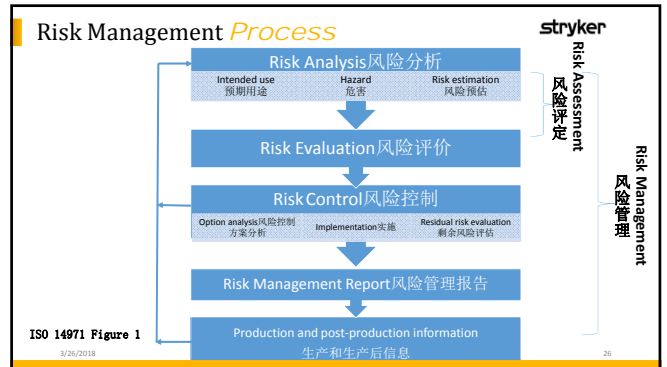 Risk Management Process
stryker
Risk Analysis风险分析
Intended use
预期用途
Hazard
危害
Risk estimation
风险预估
Risk Assessment
风险评定
Risk Evaluation风险评价
Risk Control风险控制
Option analysis风险控制
方案分析
Implementation实施
Residual risk evaluation
剩余风险评估
Risk Management
风险管理
Risk Management Report风险管理报告
Production and post-production information
生产和生产后信息
ISO 14971 Figure 1
3/26/2018
26